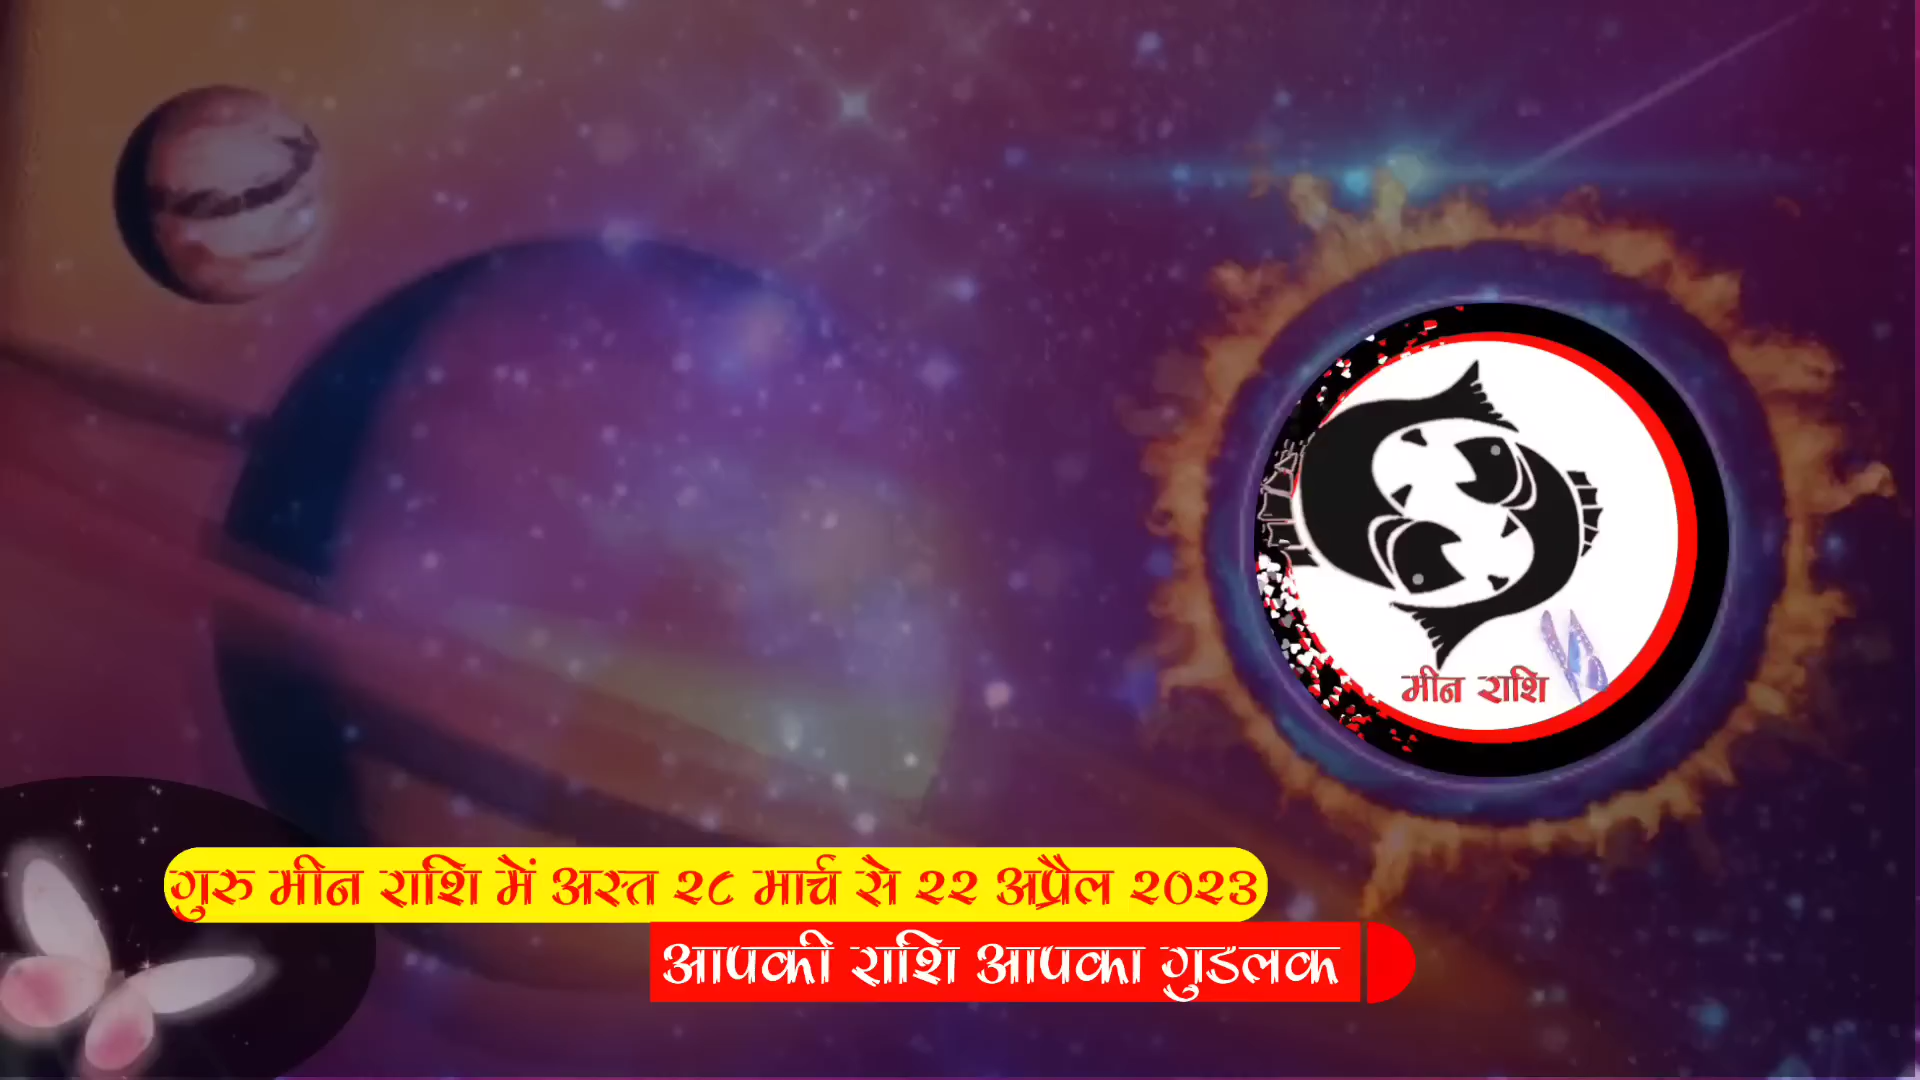 मीन राशि
गुरु मीन राशि में अस्त २८ मार्च से २२ अप्रैल २०२३
आपकी राशि आपका गुडलक